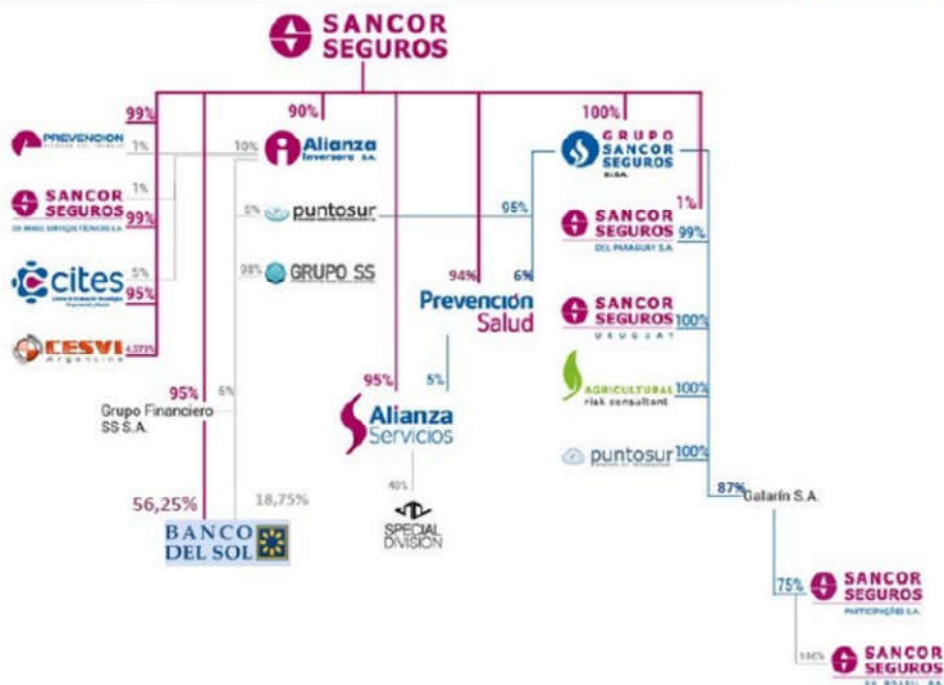 SANCOR
SEGUROS
99%
90%
100%
PREVENCION
1%
10%
Alianza
Inversora S.A.
GRUPO
SANCOR
SEGUROS
1%
SANCOR
SEGUROS
99%
5%
puntosur
95%
1%
SANCOR
SEGUROS
DEL PARAGUAY S.A.
99%
cites
5%
95%
98%
GRUPO SS
94%
6%
Prevención
Salud
SANCOR
SEGUROS
URUGUAY
100%
CESVI
Argentina
95%
Grupo Financiero
SS S.A.
95%
5%
Alianza
Servicios
AGRICULTURAL
risk consultant
100%
puntosur
100%
56,25%
18,75%
40%
87%
Galarín S.A.
BANCO
DEL SOL
SPECIAL
DIVISION
75%
SANCOR
SEGUROS
PARTICIPAÇÕES S.A.
100%
SANCOR
SEGUROS